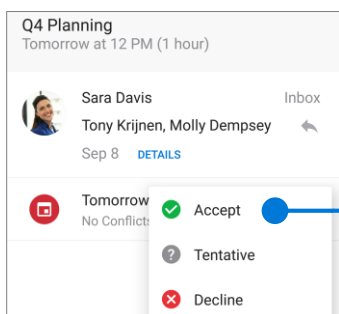 Q4 Planning
Tomorrow at 12 PM (1 hour)
Sara Davis Inbox
Tony Krijnen, Molly Dempsey
Sep 8 DETAILS
Tomorrow
No Conflict
Accept
Tentative
Decline